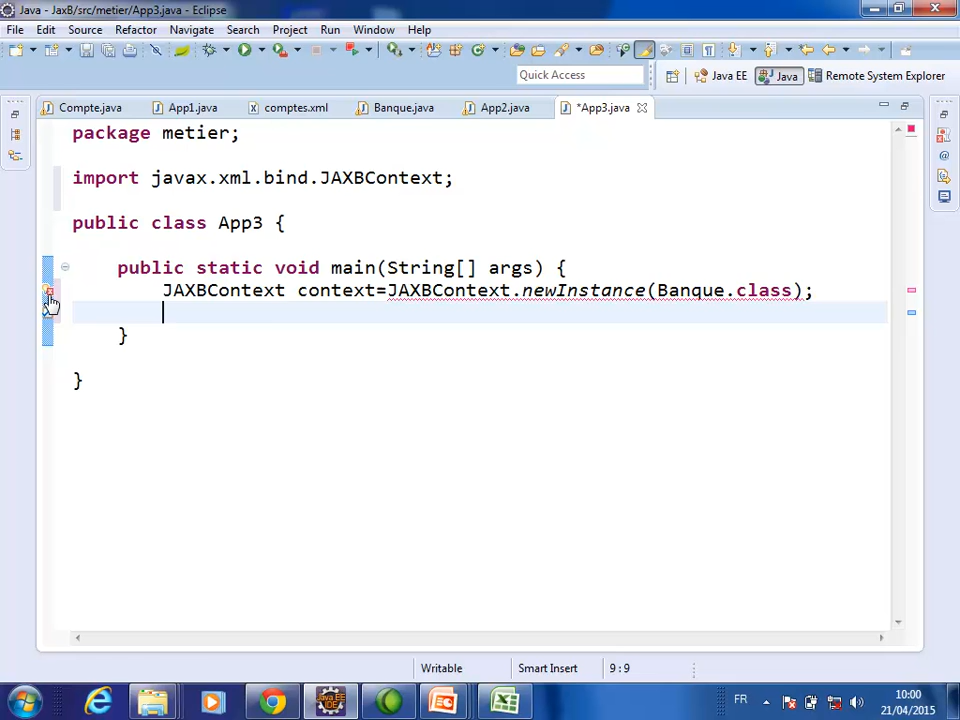 Java - JaxB/src/metier/App3.java - Eclipse
File Edit Source Refactor Navigate Search Project Run Window Help
Quick Access
Java EE
Java
Remote System Explorer
Compte.java
App1.java
comptes.xml
Banque.java
App2.java
*App3.java
package metier;
import javax.xml.bind.JAXBContext;
public class App3 {
public static void main(String[] args) {
JAXBContext context=JAXBContext.newInstance(Banque.class);
}
}
Writable
Smart Insert
9 : 9
Java EE
IDE
FR
10:00
21/04/2015